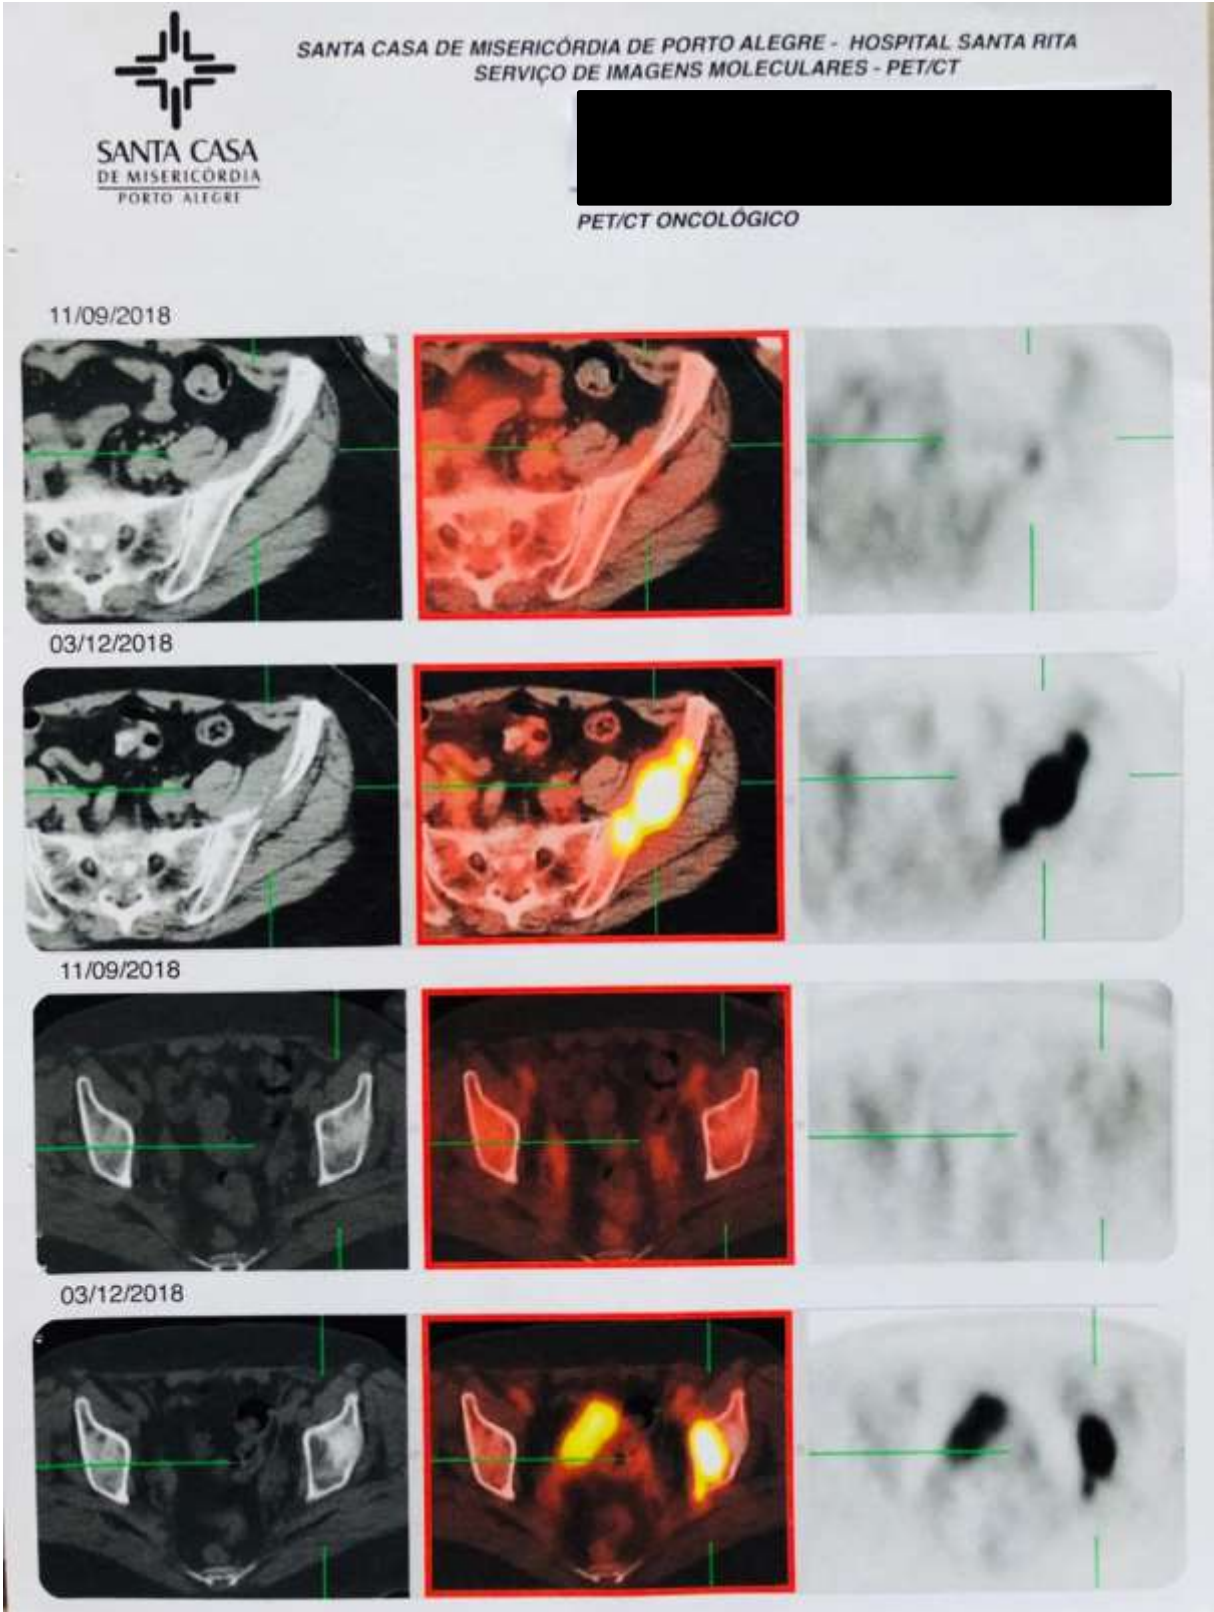 SANTA CASA DE MISERICÓRDIA DE PORTO ALEGRE - HOSPITAL SANTA RITA
SERVIÇO DE IMAGENS MOLECULARES - PET/CT
SANTA CASA
DE MISERICÓRDIA
PORTO ALEGRE
PET/CT ONCOLÓGICO
11/09/2018
03/12/2018
11/09/2018
03/12/2018